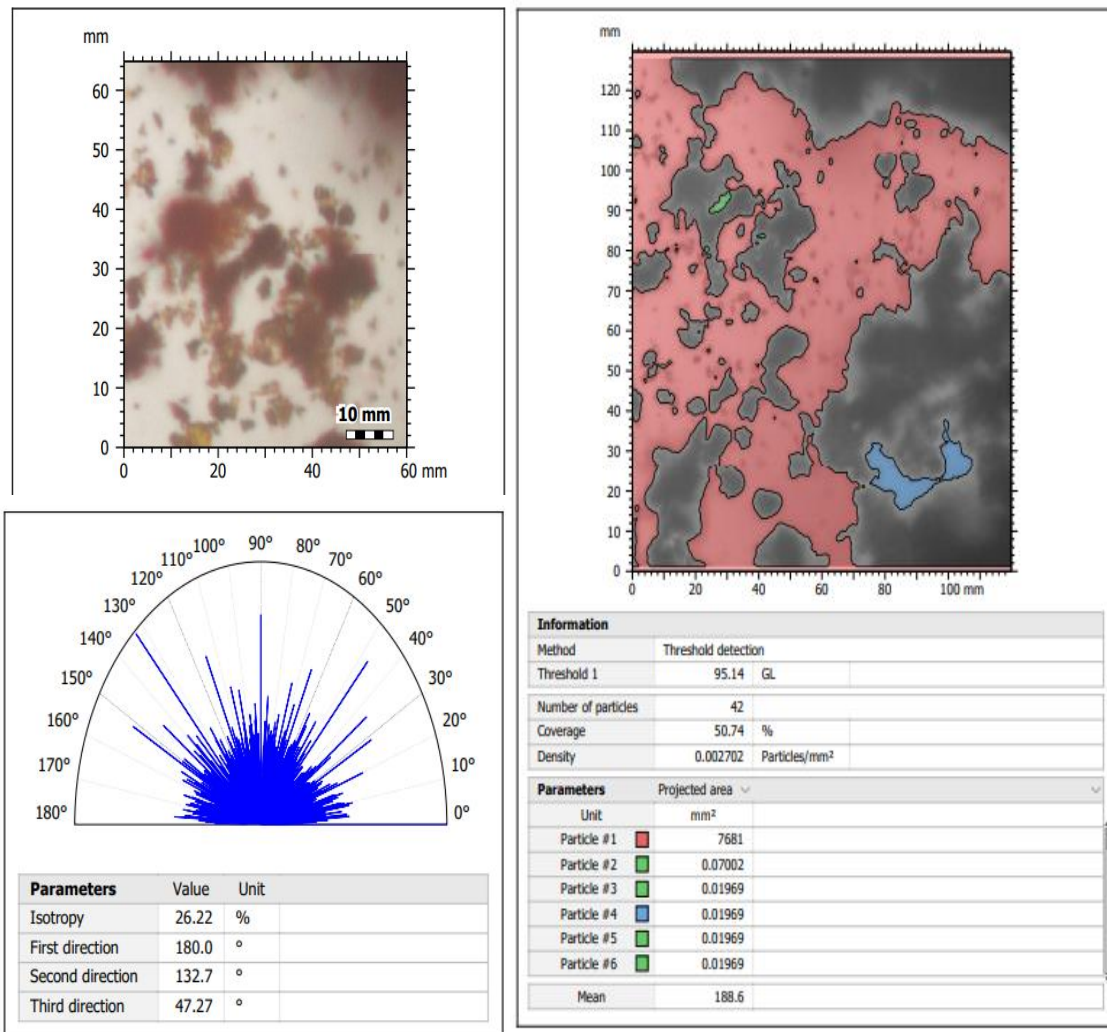 mm
60
50
40
30
20
10
0
10 mm
0 20 40 60 mm
90°
100° 80°
110° 70°
120° 60°
130° 50°
140° 40°
150° 30°
160° 20°
170° 10°
180° 0°
Parameters Value Unit
Isotropy 26.22 %
First direction 180.0 °
Second direction 132.7 °
Third direction 47.27 °
mm
120
110
100
90
80
70
60
50
40
30
20
10
0
0 20 40 60 80 100 mm
Information
Method Threshold detection
Threshold 1 95.14 GL
Number of particles 42
Coverage 50.74 %
Density 0.002702 Particles/mm²
Parameters Projected area
Unit mm²
Particle #1 7681
Particle #2 0.07002
Particle #3 0.01969
Particle #4 0.01969
Particle #5 0.01969
Particle #6 0.01969
Mean 188.6